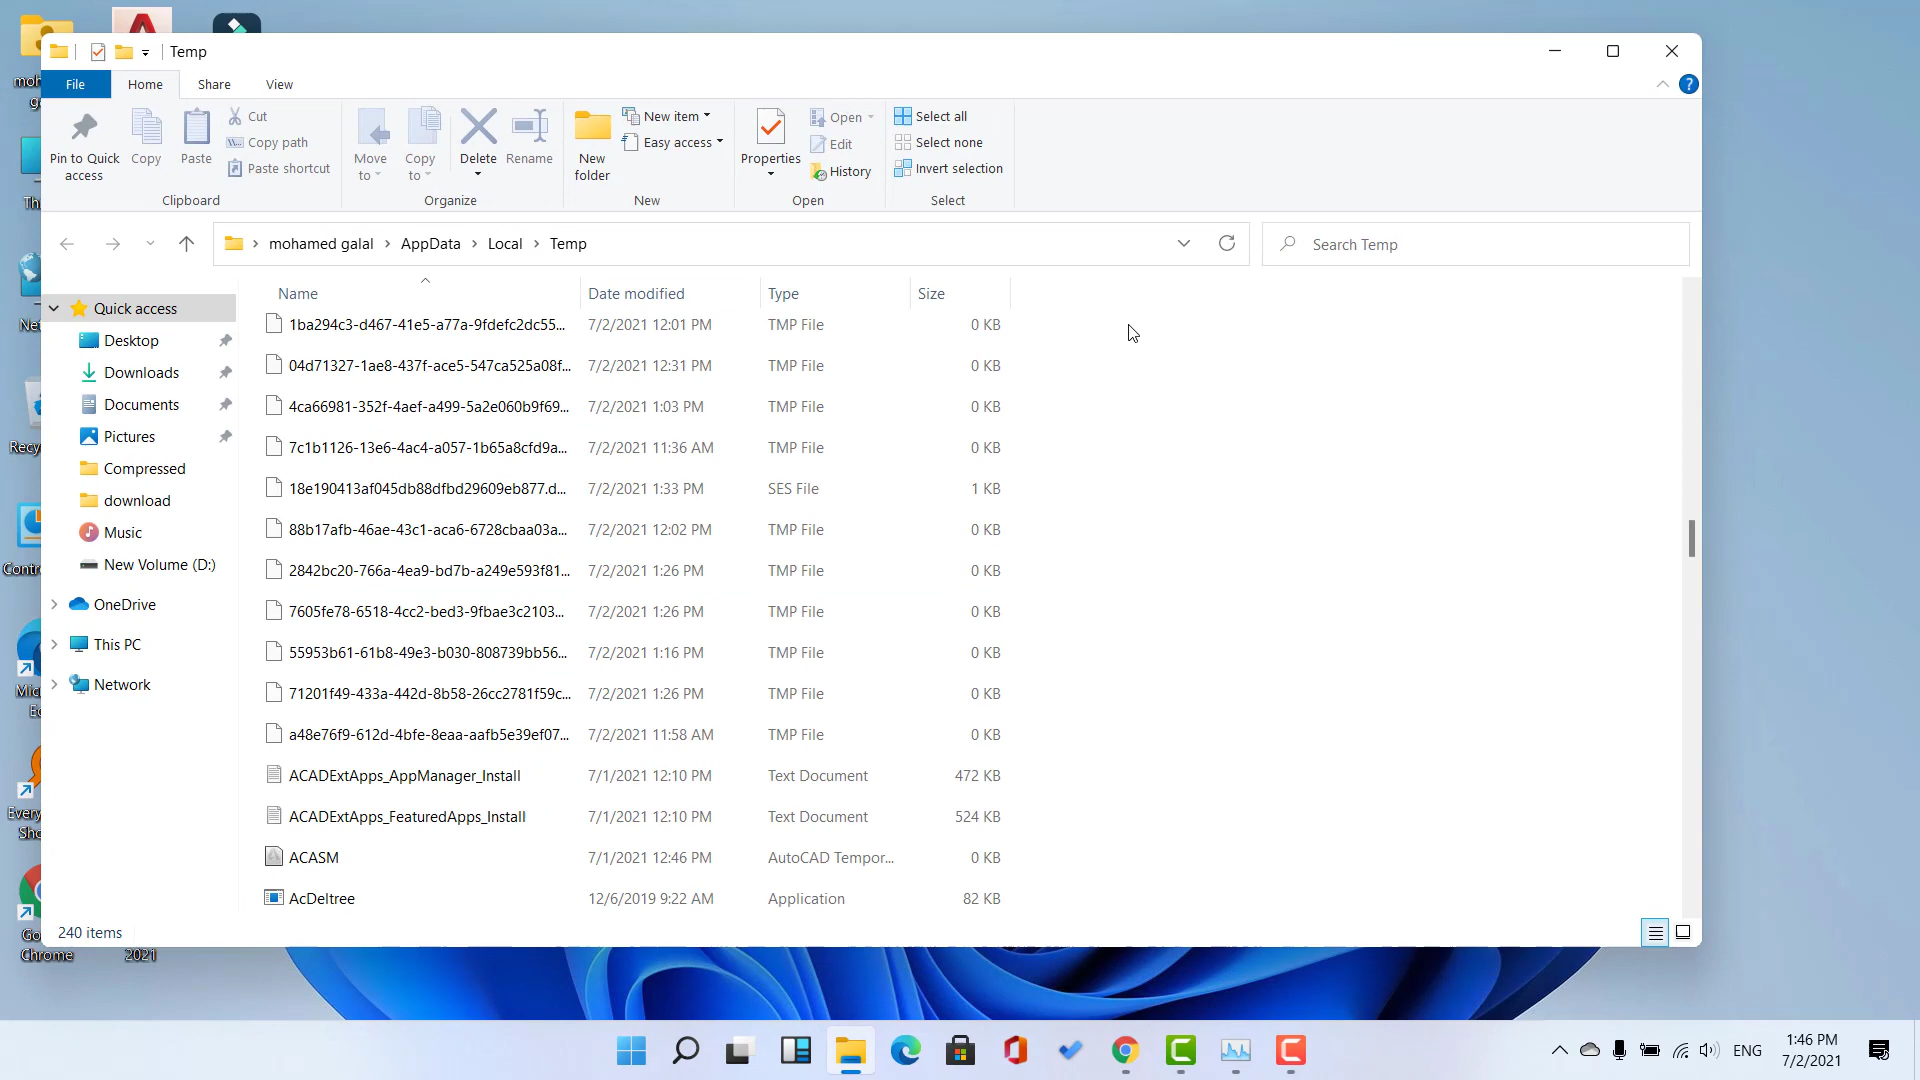 Temp
File Home Share View
Pin to Quick access
Copy
Paste
Cut
Copy path
Paste shortcut
Clipboard
Move to
Copy to
Delete
Rename
Organize
New folder
New item
Easy access
New
Properties
Open
Edit
History
Open
Select all
Select none
Invert selection
Select
mohamed galal > AppData > Local > Temp
Search Temp
Quick access
Desktop
Downloads
Documents
Pictures
Compressed
download
Music
New Volume (D:)
OneDrive
This PC
Network
Name Date modified Type Size
1ba294c3-d467-41e5-a77a-9fdefc2dc55... 7/2/2021 12:01 PM TMP File 0 KB
04d71327-1ae8-437f-ace5-547ca525a08f... 7/2/2021 12:31 PM TMP File 0 KB
4ca66981-352f-4aef-a499-5a2e060b9f69... 7/2/2021 1:03 PM TMP File 0 KB
7c1b1126-13e6-4ac4-a057-1b65a8cfd9a... 7/2/2021 11:36 AM TMP File 0 KB
18e190413af045db88dfbd29609eb877.d... 7/2/2021 1:33 PM SES File 1 KB
88b17afb-46ae-43c1-aca6-6728cbaa03a... 7/2/2021 12:02 PM TMP File 0 KB
2842bc20-766a-4ea9-bd7b-a249e593f81... 7/2/2021 1:26 PM TMP File 0 KB
7605fe78-6518-4cc2-bed3-9fbae3c2103... 7/2/2021 1:26 PM TMP File 0 KB
55953b61-61b8-49e3-b030-808739bb56... 7/2/2021 1:16 PM TMP File 0 KB
71201f49-433a-442d-8b58-26cc2781f59c... 7/2/2021 1:26 PM TMP File 0 KB
a48e76f9-612d-4bfe-8eaa-aafb5e39ef07... 7/2/2021 11:58 AM TMP File 0 KB
ACADExtApps_AppManager_Install 7/1/2021 12:10 PM Text Document 472 KB
ACADExtApps_FeaturedApps_Install 7/1/2021 12:10 PM Text Document 524 KB
ACASM 7/1/2021 12:46 PM AutoCAD Tempor... 0 KB
AcDeltree 12/6/2019 9:22 AM Application 82 KB
240 items
Chrome
2021
ENG
1:46 PM
7/2/2021